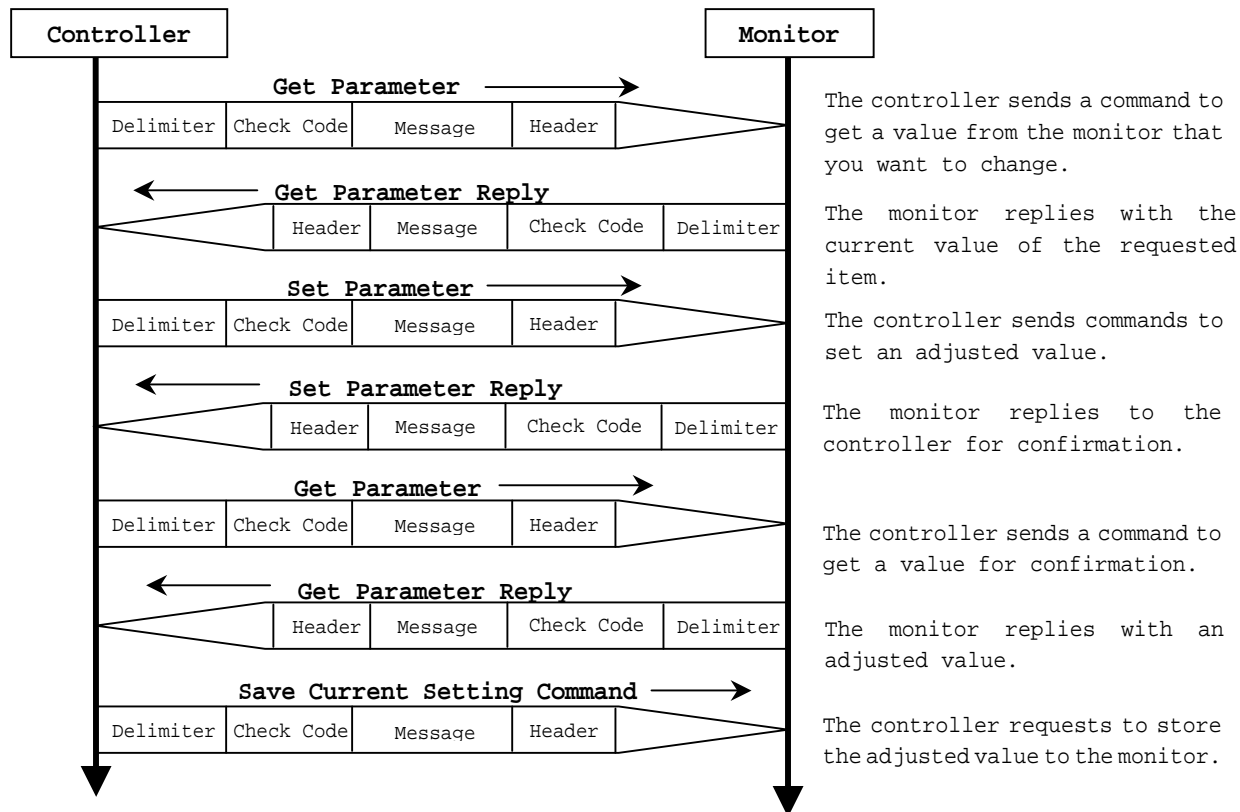 Controller
Monitor
Get Parameter
Delimiter Check Code Message Header
The controller sends a command to
get a value from the monitor that
you want to change.
Get Parameter Reply
Header Message Check Code Delimiter
The monitor replies with the
current value of the requested
item.
Set Parameter
Delimiter Check Code Message Header
The controller sends commands to
set an adjusted value.
Set Parameter Reply
Header Message Check Code Delimiter
The monitor replies to the
controller for confirmation.
Get Parameter
Delimiter Check Code Message Header
The controller sends a command to
get a value for confirmation.
Get Parameter Reply
Header Message Check Code Delimiter
The monitor replies with an
adjusted value.
Save Current Setting Command
Delimiter Check Code Message Header
The controller requests to store
the adjusted value to the monitor.